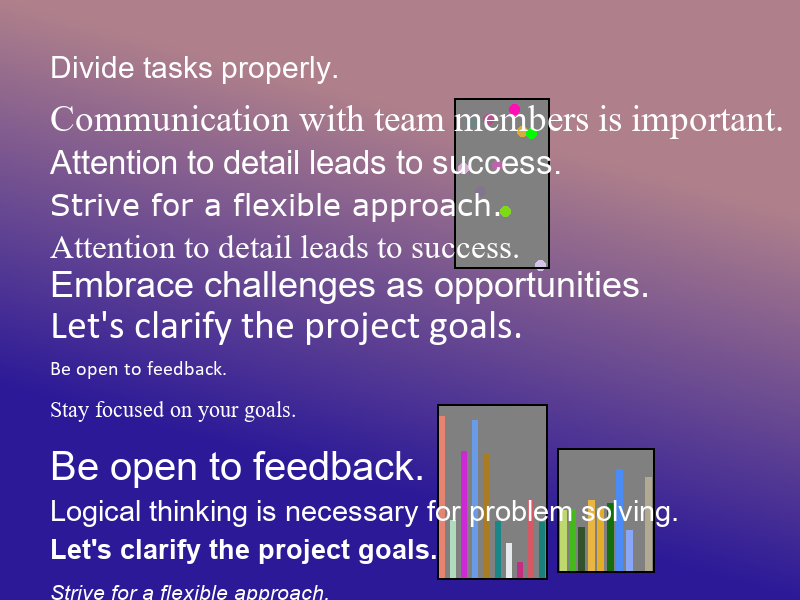 Divide tasks properly.
Communication with team members is important.
Attention to detail leads to success.
Strive for a flexible approach.
Attention to detail leads to success.
Embrace challenges as opportunities.
Let's clarify the project goals.
Be open to feedback.
Stay focused on your goals.
Be open to feedback.
Logical thinking is necessary for problem solving.
Let's clarify the project goals.
Strive for a flexible approach.